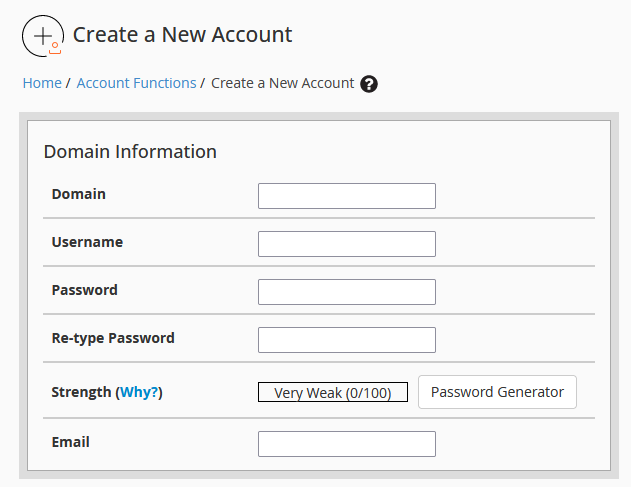 Create a New Account
Home / Account Functions / Create a New Account ?
Domain Information
Domain
Username
Password
Re-type Password
Strength (Why?) Very Weak (0/100) Password Generator
Email